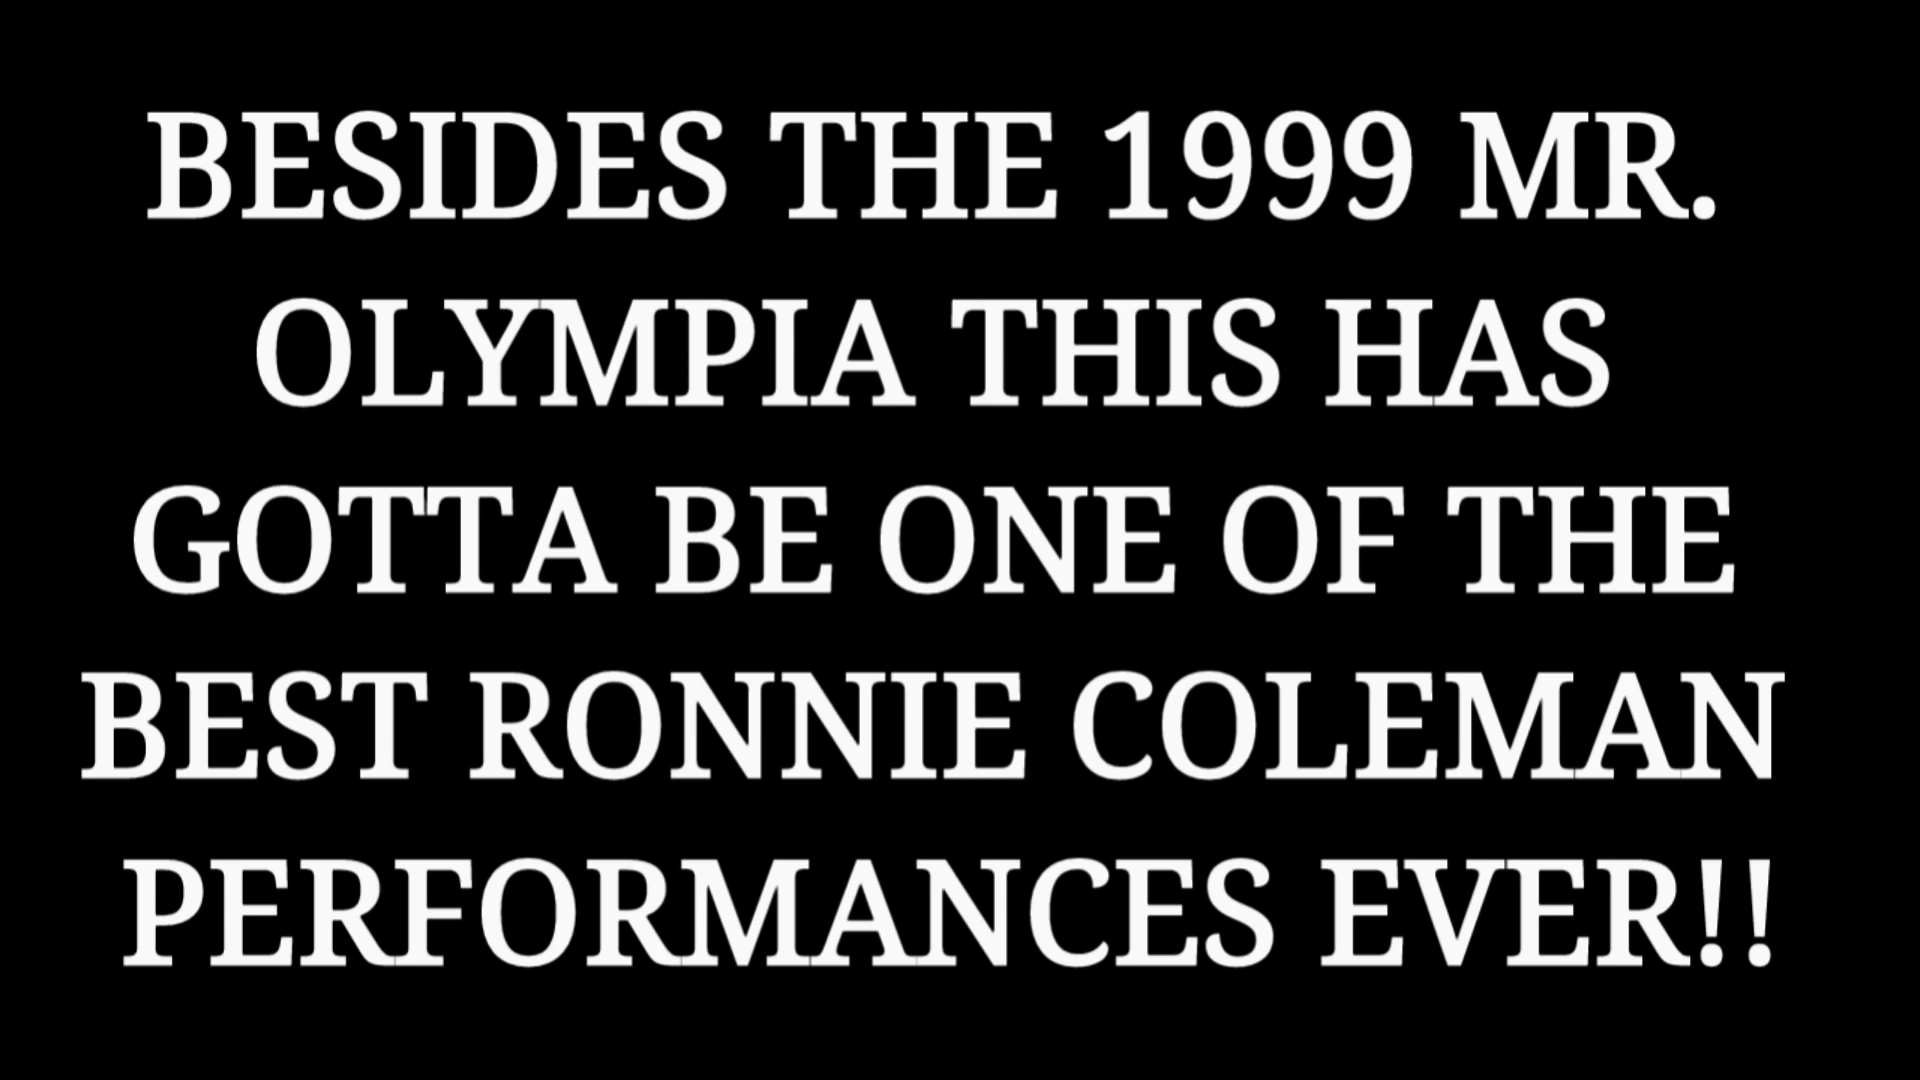 BESIDES THE 1999 MR.
OLYMPIA THIS HAS
GOTTA BE ONE OF THE
BEST RONNIE COLEMAN
PERFORMANCES EVER!!